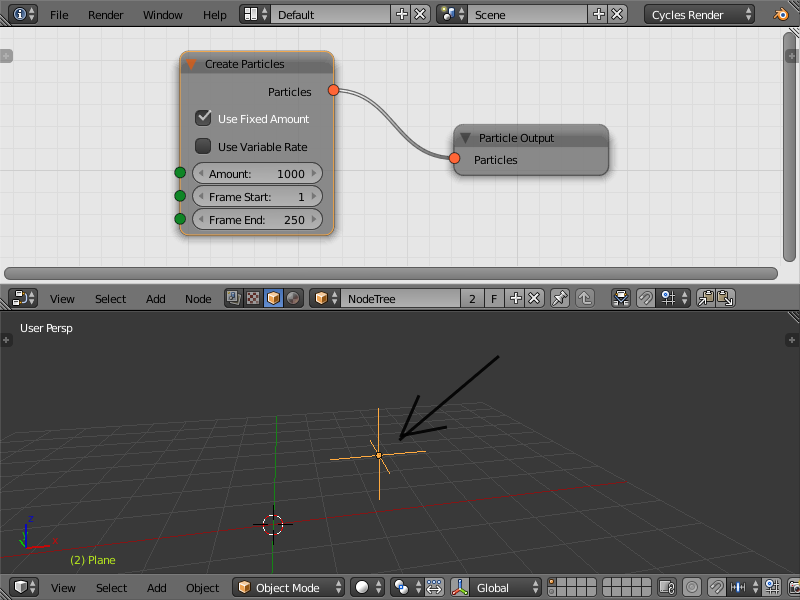 File Render Window Help Default Scene Cycles Render
Create Particles
Particles
Use Fixed Amount
Use Variable Rate
Amount: 1000
Frame Start: 1
Frame End: 250
Particle Output
Particles
View Select Add Node NodeTree 2 F
User Persp
z
x
(2) Plane
View Select Add Object Object Mode Global